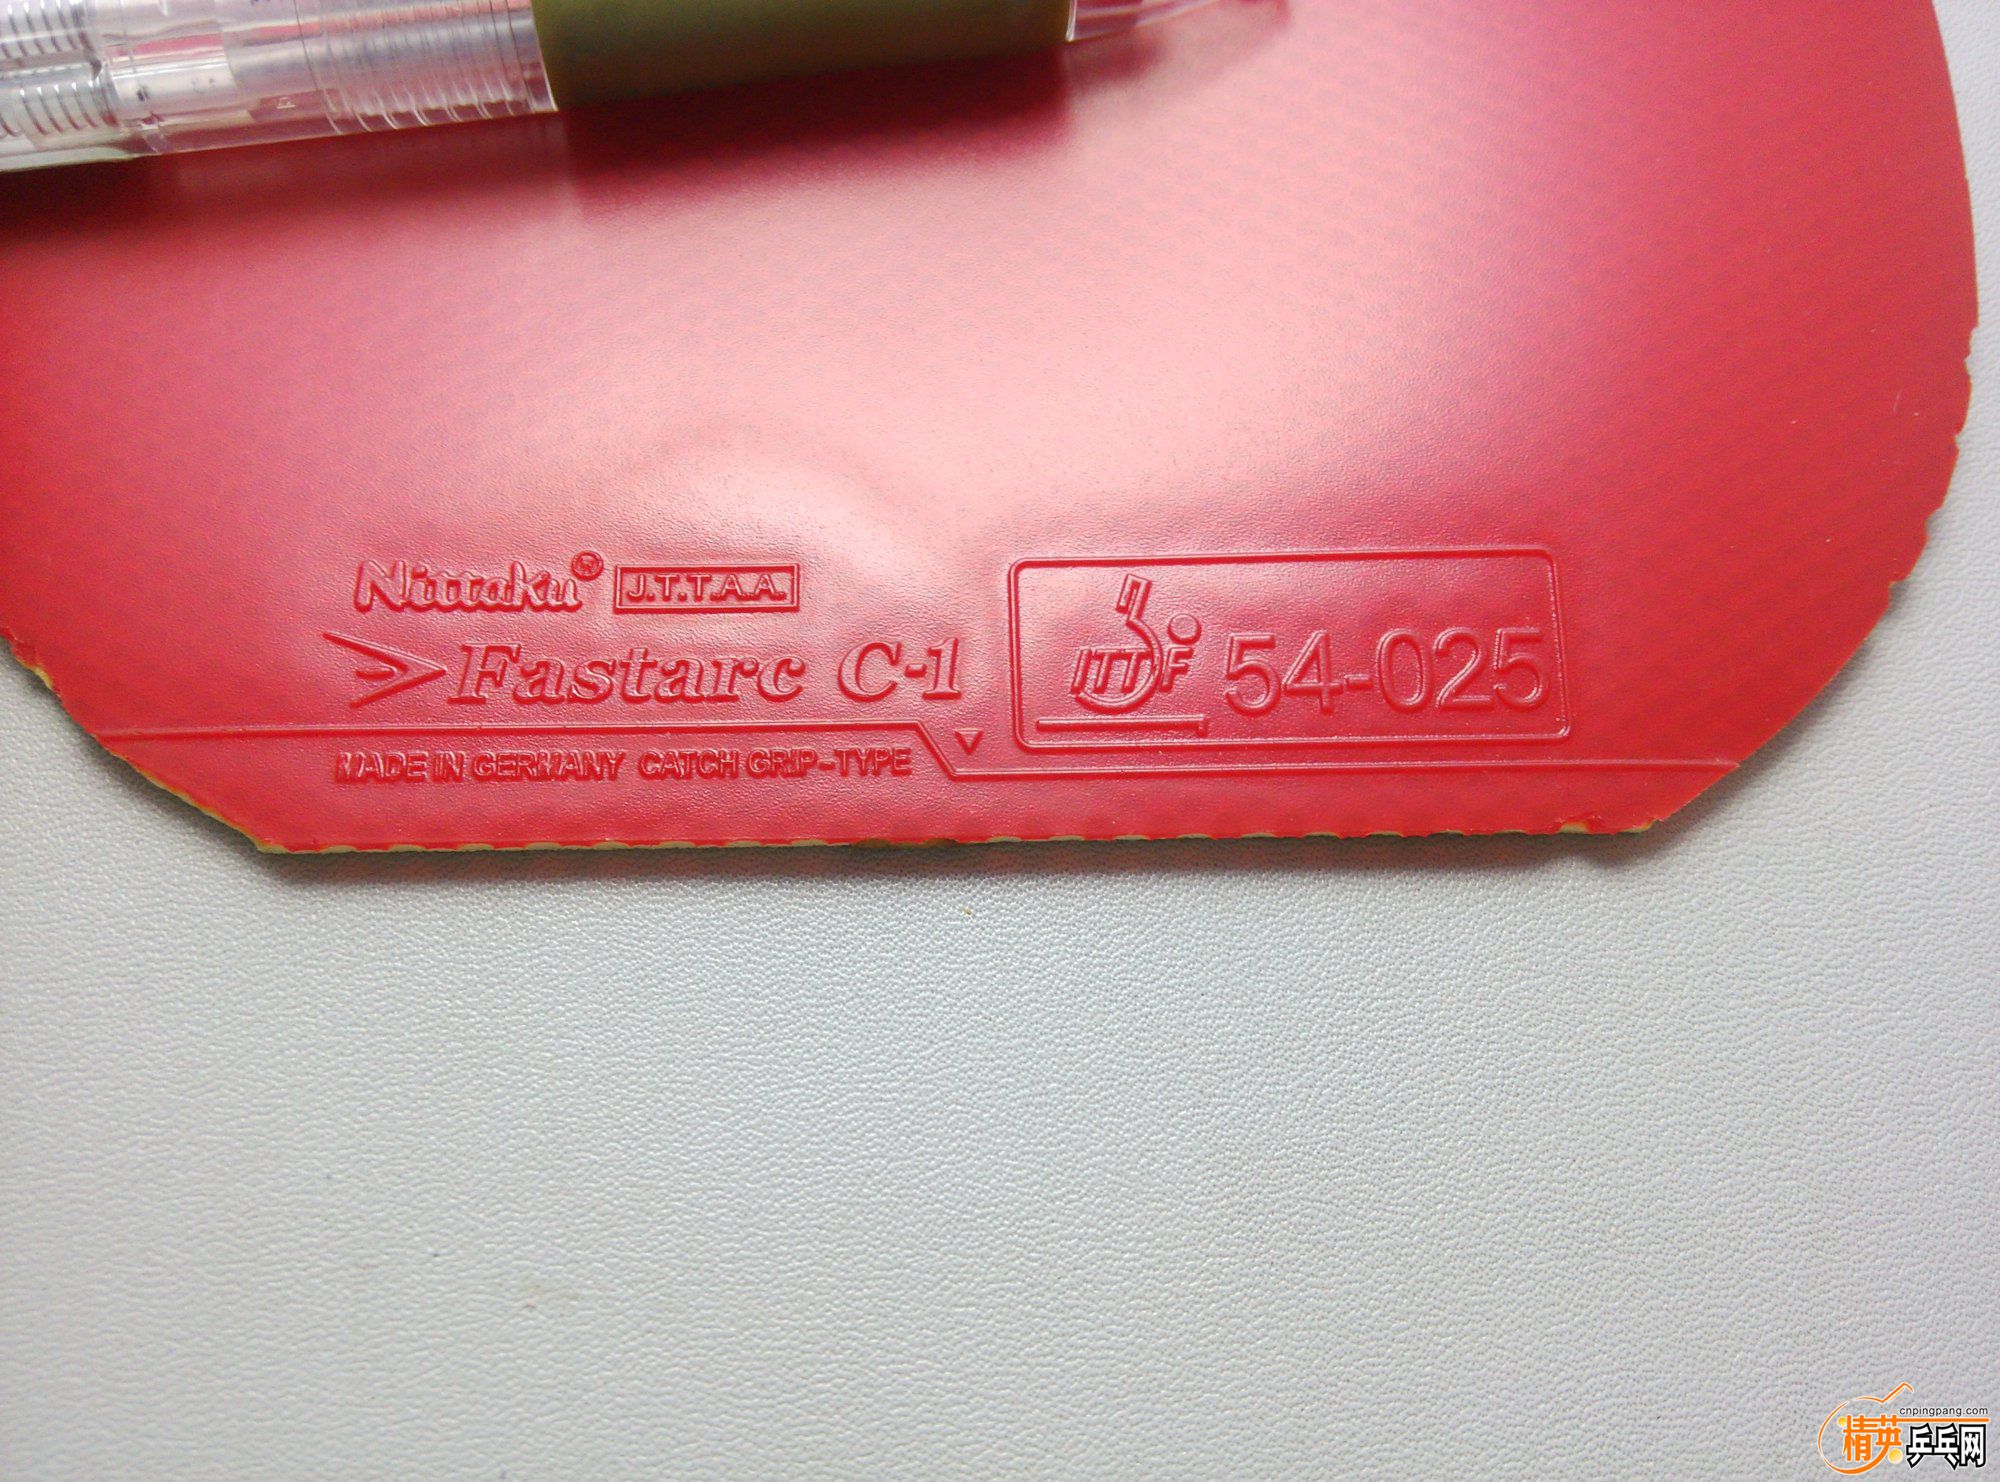 Nittaku® J.T.T.A.A.
Fastarc C-1
ITTF 54-025
MADE IN GERMANY CATCH GRIP-TYPE
cnpingpang.com
精英乒乓网